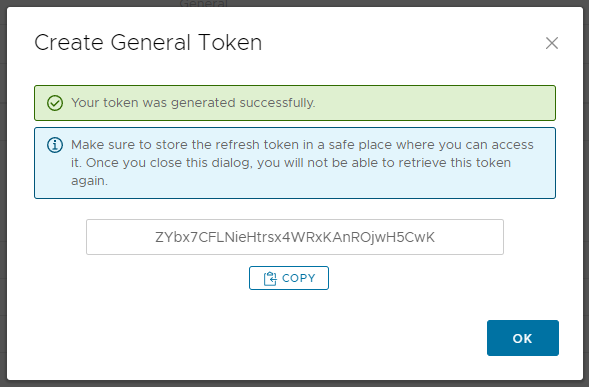 General
Create General Token
Your token was generated successfully.
Make sure to store the refresh token in a safe place where you can access
it. Once you close this dialog, you will not be able to retrieve this token
again.
ZYbx7CFLNieHtrsx4WRxKAnROjwH5CwK
COPY
OK